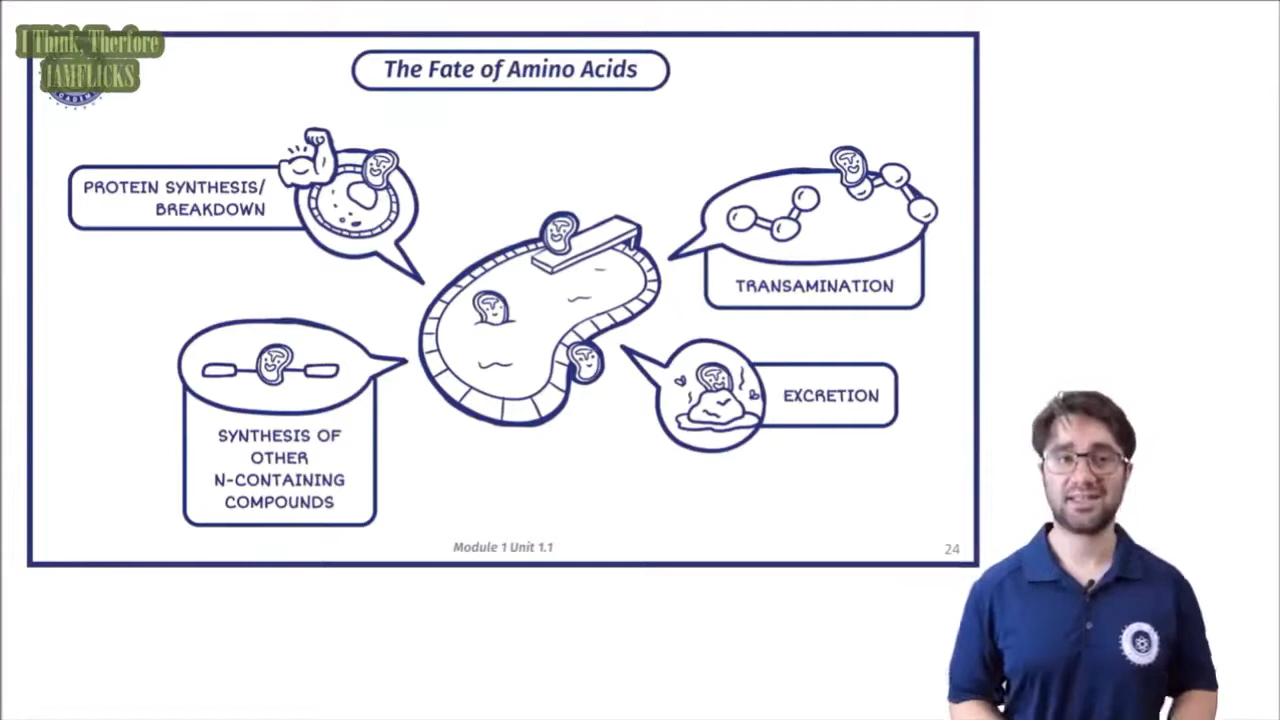 I Think, Therfore
IAMFLICKS
The Fate of Amino Acids
PROTEIN SYNTHESIS/
BREAKDOWN
TRANSAMINATION
EXCRETION
SYNTHESIS OF
OTHER
N-CONTAINING
COMPOUNDS
Module 1 Unit 1.1
24